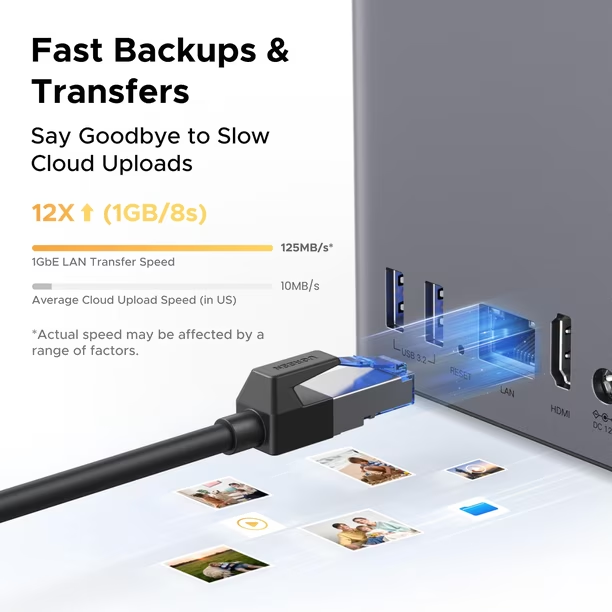 Fast Backups &
Transfers
Say Goodbye to Slow
Cloud Uploads
12X ⬆ (1GB/8s)
125MB/s*
1GbE LAN Transfer Speed
10MB/s
Average Cloud Upload Speed (in US)
*Actual speed may be affected by a
range of factors.
USB 3.2
RESET
LAN
HDMI
DC 12
UGREEN